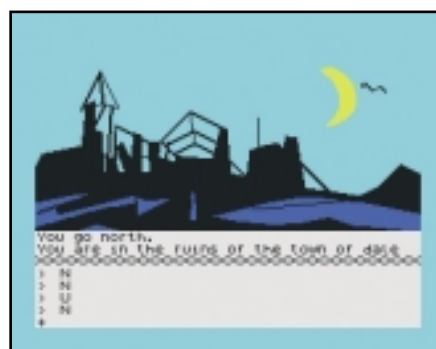 You go north.
You are in the ruins of the town of dale
> N
> N
> U
> N
+